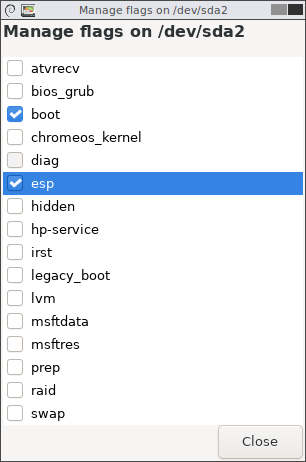 Manage flags on /dev/sda2
Manage flags on /dev/sda2
atvrecv
bios_grub
boot
chromeos_kernel
diag
esp
hidden
hp-service
irst
legacy_boot
lvm
msftdata
msftres
prep
raid
swap
Close